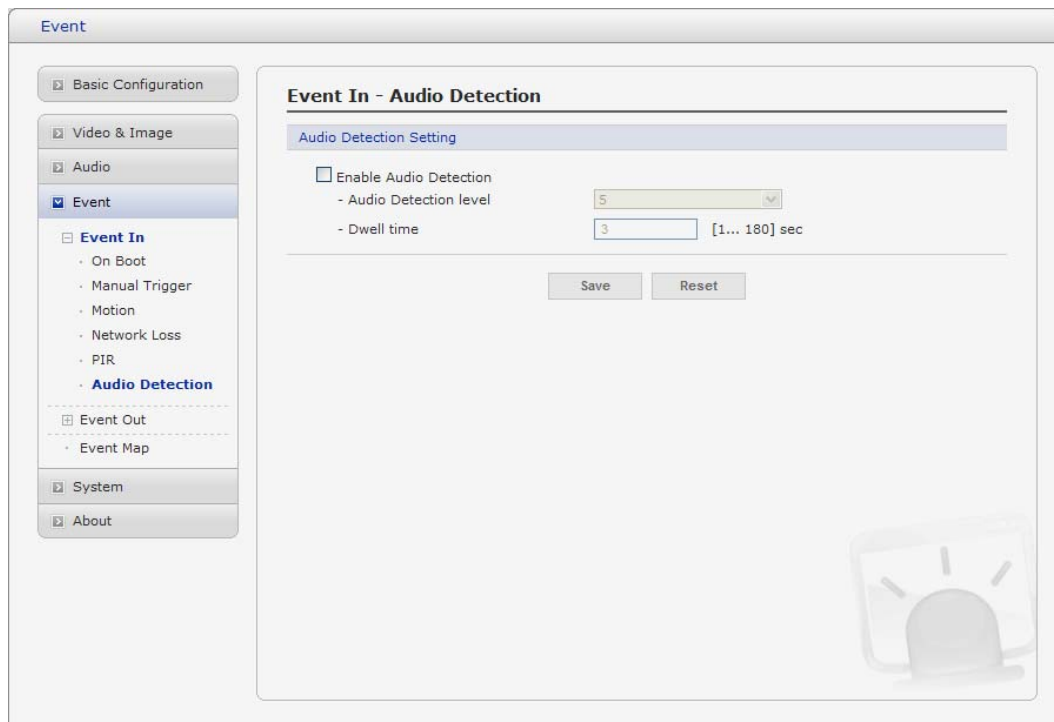 Event
Basic Configuration
Video & Image
Audio
Event
Event In
On Boot
Manual Trigger
Motion
Network Loss
PIR
Audio Detection
Event Out
Event Map
System
About
Event In - Audio Detection
Audio Detection Setting
Enable Audio Detection
- Audio Detection level 5
- Dwell time 3 [1... 180] sec
Save Reset